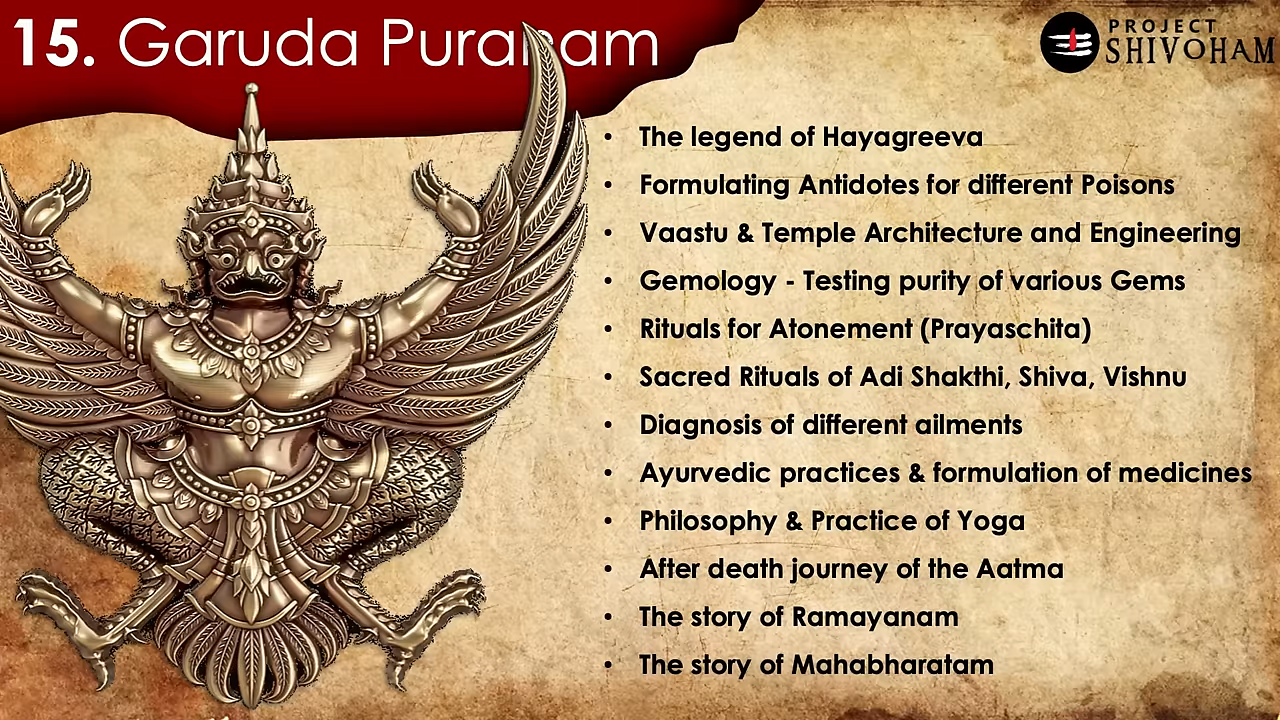 15. Garuda Puranam
PROJECT
SHIVOHAM
• The legend of Hayagreeva
• Formulating Antidotes for different Poisons
• Vaastu & Temple Architecture and Engineering
• Gemology - Testing purity of various Gems
• Rituals for Atonement (Prayaschita)
• Sacred Rituals of Adi Shakthi, Shiva, Vishnu
• Diagnosis of different ailments
• Ayurvedic practices & formulation of medicines
• Philosophy & Practice of Yoga
• After death journey of the Aatma
• The story of Ramayanam
• The story of Mahabharatam